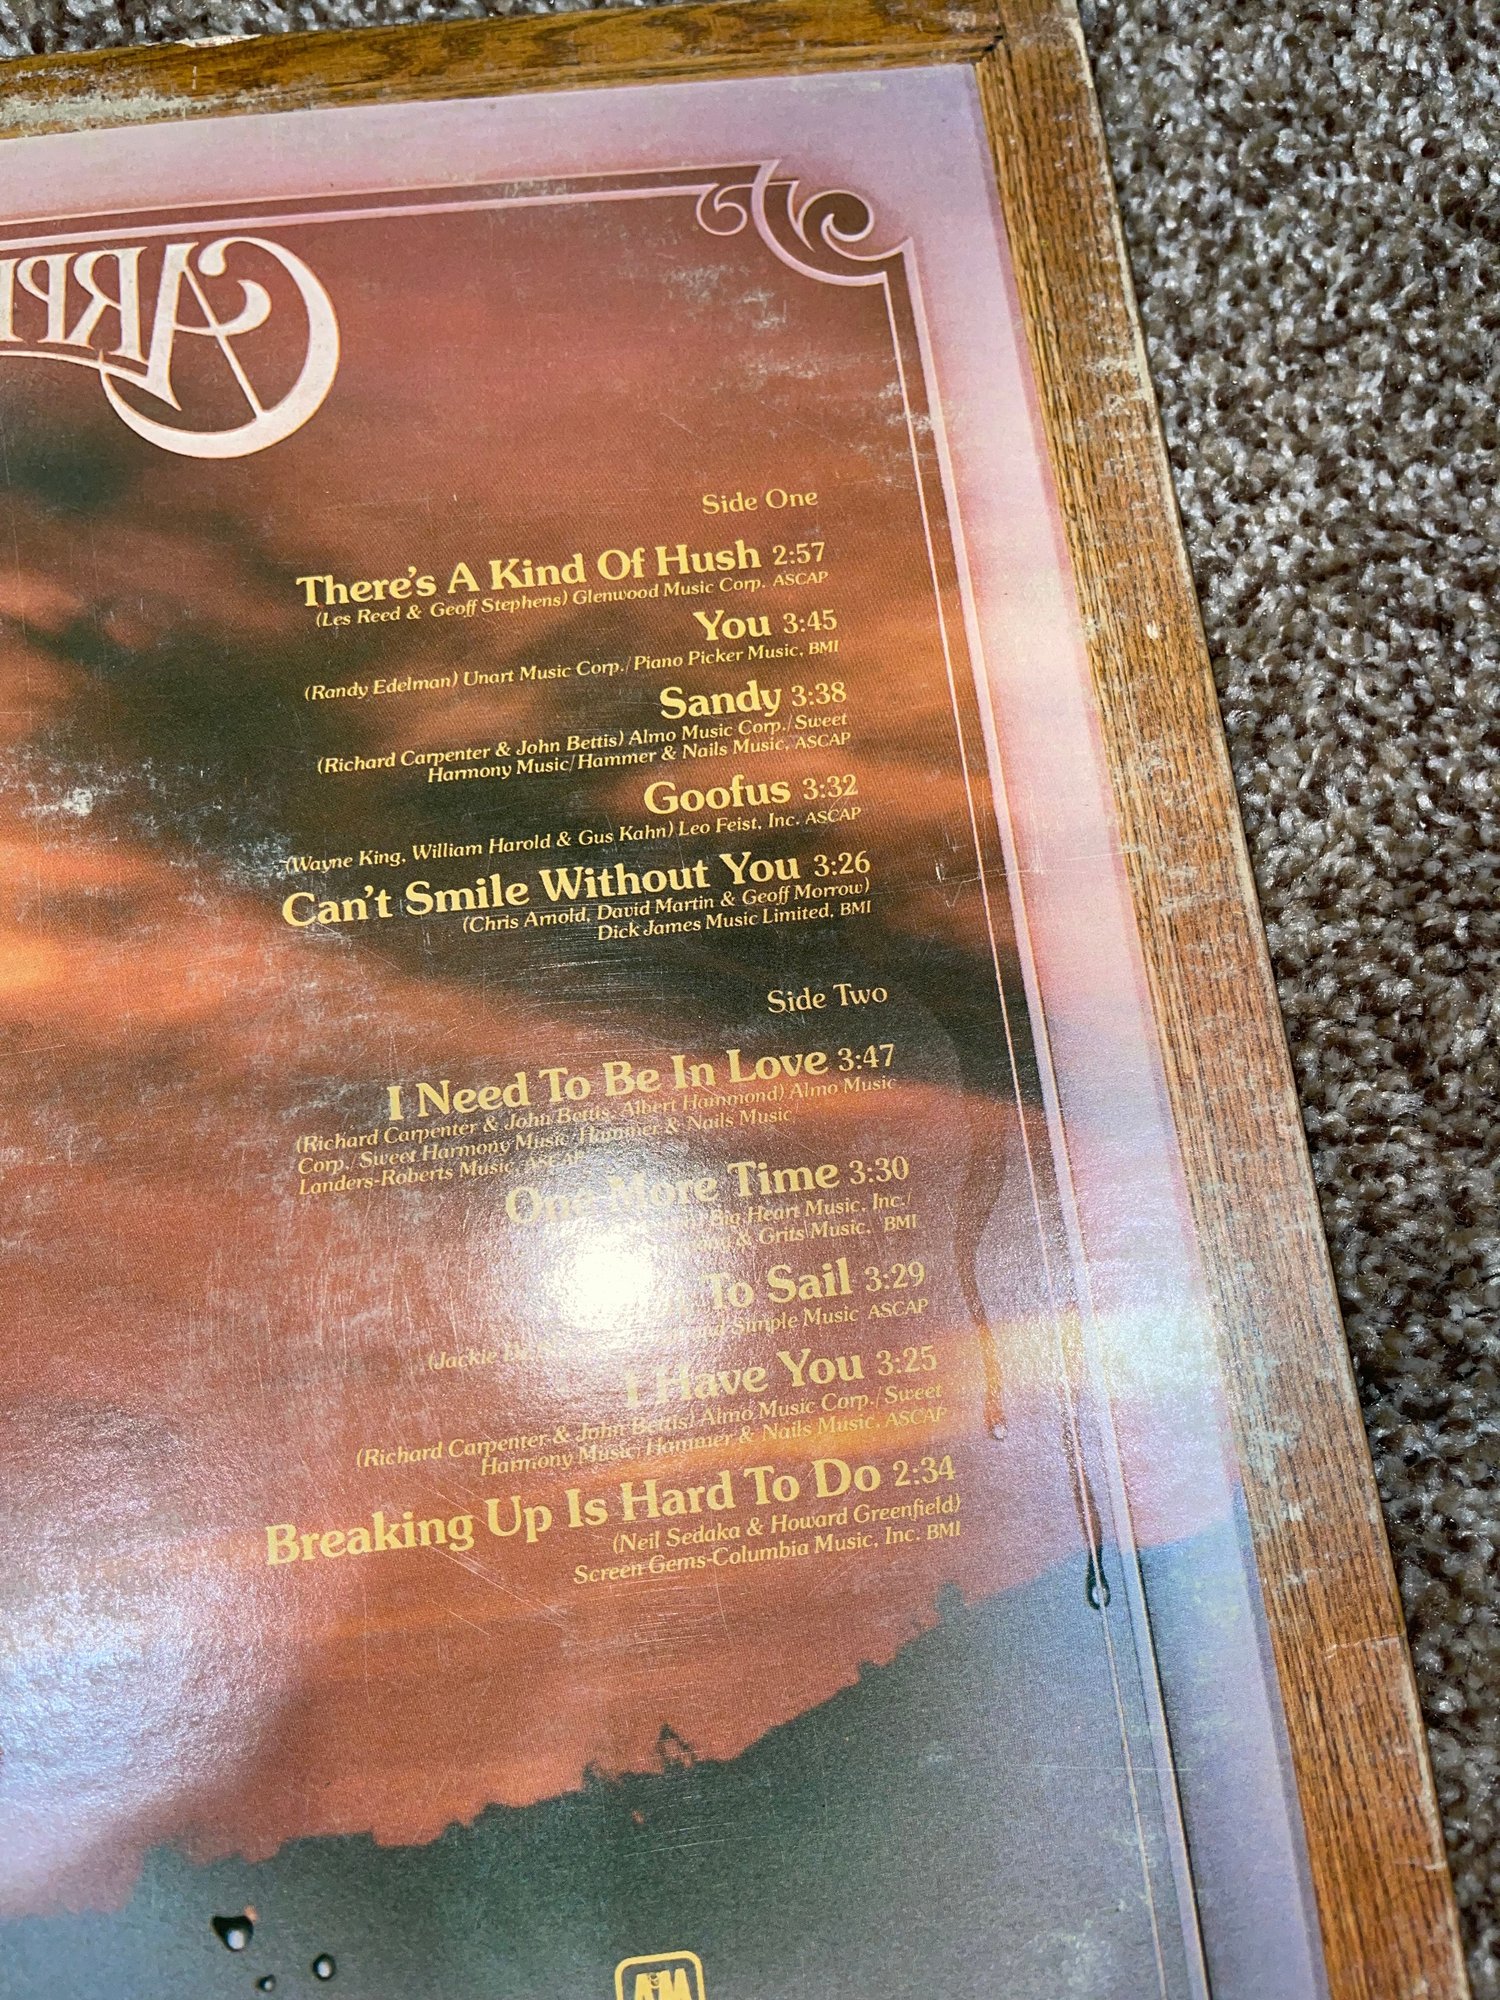 CARP
Side One
There's A Kind Of Hush 2:57
(Les Reed & Geoff Stephens) Glenwood Music Corp. ASCAP
You 3:45
(Randy Edelman) Unart Music Corp./Piano Picker Music, BMI
Sandy 3:38
(Richard Carpenter & John Bettis) Almo Music Corp./Sweet
Harmony Music/Hammer & Nails Music, ASCAP
Goofus 3:32
(Wayne King, William Harold & Gus Kahn) Leo Feist, Inc. ASCAP
Can't Smile Without You 3:26
(Chris Arnold, David Martin & Geoff Morrow)
Dick James Music Limited, BMI
Side Two
I Need To Be In Love 3:47
(Richard Carpenter & John Bettis, Albert Hammond) Almo Music
Corp./Sweet Harmony Music/Hammer & Nails Music/
Landers-Roberts Music, ASCAP
One More Time 3:30
Big Heart Music, Inc./
& Grits Music, BMI
To Sail 3:29
(Jackie Simple Music ASCAP
I Have You 3:25
(Richard Carpenter & John Bettis) Almo Music Corp./Sweet
Harmony Music/Hammer & Nails Music, ASCAP
Breaking Up Is Hard To Do 2:34
(Neil Sedaka & Howard Greenfield)
Screen Gems-Columbia Music, Inc. BMI
A&M